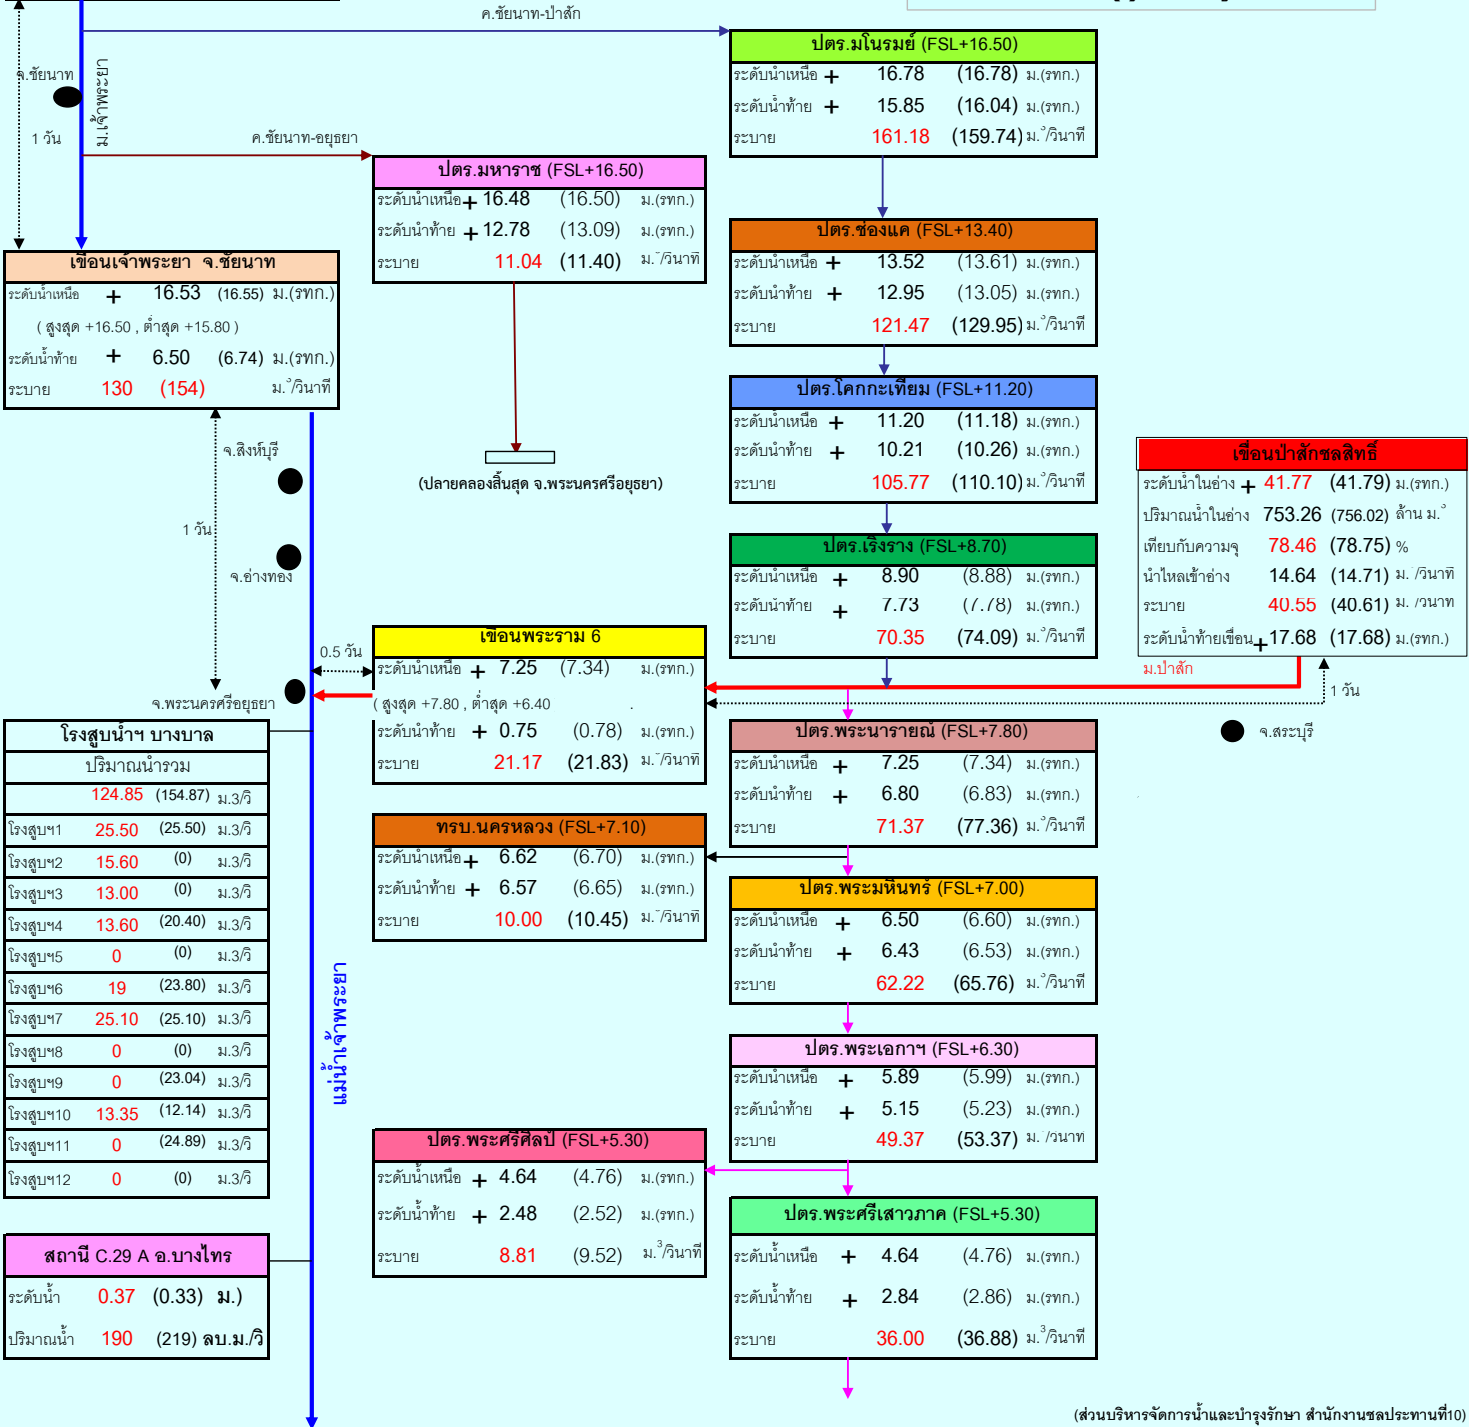 ค.ชัยนาท-ป่าสัก
จ.ชัยนาท
ม.เจ้าพระยา
1 วัน
ค.ชัยนาท-อยุธยา
ปตร.มโนรมย์ (FSL+16.50)
ระดับน้ำเหนือ + 16.78 (16.78) ม.(รทก.)
ระดับน้ำท้าย + 15.85 (16.04) ม.(รทก.)
ระบาย 161.18 (159.74) ม.³/วินาที
ปตร.มหาราช (FSL+16.50)
ระดับน้ำเหนือ + 16.48 (16.50) ม.(รทก.)
ระดับน้ำท้าย + 12.78 (13.09) ม.(รทก.)
ระบาย 11.04 (11.40) ม.³/วินาที
(ปลายคลองสิ้นสุด จ.พระนครศรีอยุธยา)
ปตร.ช่องแค (FSL+13.40)
ระดับน้ำเหนือ + 13.52 (13.61) ม.(รทก.)
ระดับน้ำท้าย + 12.95 (13.05) ม.(รทก.)
ระบาย 121.47 (129.95) ม.³/วินาที
เขื่อนเจ้าพระยา จ.ชัยนาท
ระดับน้ำเหนือ + 16.53 (16.55) ม.(รทก.)
( สูงสุด +16.50 , ต่ำสุด +15.80 )
ระดับน้ำท้าย + 6.50 (6.74) ม.(รทก.)
ระบาย 130 (154) ม.³/วินาที
ปตร.โคกกะเทียม (FSL+11.20)
ระดับน้ำเหนือ + 11.20 (11.18) ม.(รทก.)
ระดับน้ำท้าย + 10.21 (10.26) ม.(รทก.)
ระบาย 105.77 (110.10) ม.³/วินาที
จ.สิงห์บุรี
1 วัน
จ.อ่างทอง
จ.พระนครศรีอยุธยา
เขื่อนป่าสักชลสิทธิ์
ระดับน้ำในอ่าง + 41.77 (41.79) ม.(รทก.)
ปริมาณน้ำในอ่าง 753.26 (756.02) ล้าน ม.³
เทียบกับความจุ 78.46 (78.75) %
น้ำไหลเข้าอ่าง 14.64 (14.71) ม.³/วินาที
ระบาย 40.55 (40.61) ม.³/วินาที
ระดับน้ำท้ายเขื่อน + 17.68 (17.68) ม.(รทก.)
ม.ป่าสัก
1 วัน
จ.สระบุรี
ปตร.เริงราง (FSL+8.70)
ระดับน้ำเหนือ + 8.90 (8.88) ม.(รทก.)
ระดับน้ำท้าย + 7.73 (7.78) ม.(รทก.)
ระบาย 70.35 (74.09) ม.³/วินาที
0.5 วัน
เขื่อนพระราม 6
ระดับน้ำเหนือ + 7.25 (7.34) ม.(รทก.)
( สูงสุด +7.80 , ต่ำสุด +6.40
ระดับน้ำท้าย + 0.75 (0.78) ม.(รทก.)
ระบาย 21.17 (21.83) ม.³/วินาที
ปตร.พระนารายณ์ (FSL+7.80)
ระดับน้ำเหนือ + 7.25 (7.34) ม.(รทก.)
ระดับน้ำท้าย + 6.80 (6.83) ม.(รทก.)
ระบาย 71.37 (77.36) ม.³/วินาที
โรงสูบน้ำฯ บางบาล
ปริมาณน้ำรวม
124.85 (154.87) ม.3/วิ
โรงสูบฯ1 25.50 (25.50) ม.3/วิ
โรงสูบฯ2 15.60 (0) ม.3/วิ
โรงสูบฯ3 13.00 (0) ม.3/วิ
โรงสูบฯ4 13.60 (20.40) ม.3/วิ
โรงสูบฯ5 0 (0) ม.3/วิ
โรงสูบฯ6 19 (23.80) ม.3/วิ
โรงสูบฯ7 25.10 (25.10) ม.3/วิ
โรงสูบฯ8 0 (0) ม.3/วิ
โรงสูบฯ9 0 (23.04) ม.3/วิ
โรงสูบฯ10 13.35 (12.14) ม.3/วิ
โรงสูบฯ11 0 (24.89) ม.3/วิ
โรงสูบฯ12 0 (0) ม.3/วิ
แม่น้ำเจ้าพระยา
ทรบ.นครหลวง (FSL+7.10)
ระดับน้ำเหนือ + 6.62 (6.70) ม.(รทก.)
ระดับน้ำท้าย + 6.57 (6.65) ม.(รทก.)
ระบาย 10.00 (10.45) ม.³/วินาที
ปตร.พระมหินทร์ (FSL+7.00)
ระดับน้ำเหนือ + 6.50 (6.60) ม.(รทก.)
ระดับน้ำท้าย + 6.43 (6.53) ม.(รทก.)
ระบาย 62.22 (65.76) ม.³/วินาที
ปตร.พระเอกาฯ (FSL+6.30)
ระดับน้ำเหนือ + 5.89 (5.99) ม.(รทก.)
ระดับน้ำท้าย + 5.15 (5.23) ม.(รทก.)
ระบาย 49.37 (53.37) ม.³/วินาที
ปตร.พระศรีศิลป์ (FSL+5.30)
ระดับน้ำเหนือ + 4.64 (4.76) ม.(รทก.)
ระดับน้ำท้าย + 2.48 (2.52) ม.(รทก.)
ระบาย 8.81 (9.52) ม.³/วินาที
ปตร.พระศรีเสาวภาค (FSL+5.30)
ระดับน้ำเหนือ + 4.64 (4.76) ม.(รทก.)
ระดับน้ำท้าย + 2.84 (2.86) ม.(รทก.)
ระบาย 36.00 (36.88) ม.³/วินาที
สถานี C.29 A อ.บางไทร
ระดับน้ำ 0.37 (0.33) ม.)
ปริมาณน้ำ 190 (219) ลบ.ม./วิ
(ส่วนบริหารจัดการน้ำและบำรุงรักษา สำนักงานชลประทานที่10)